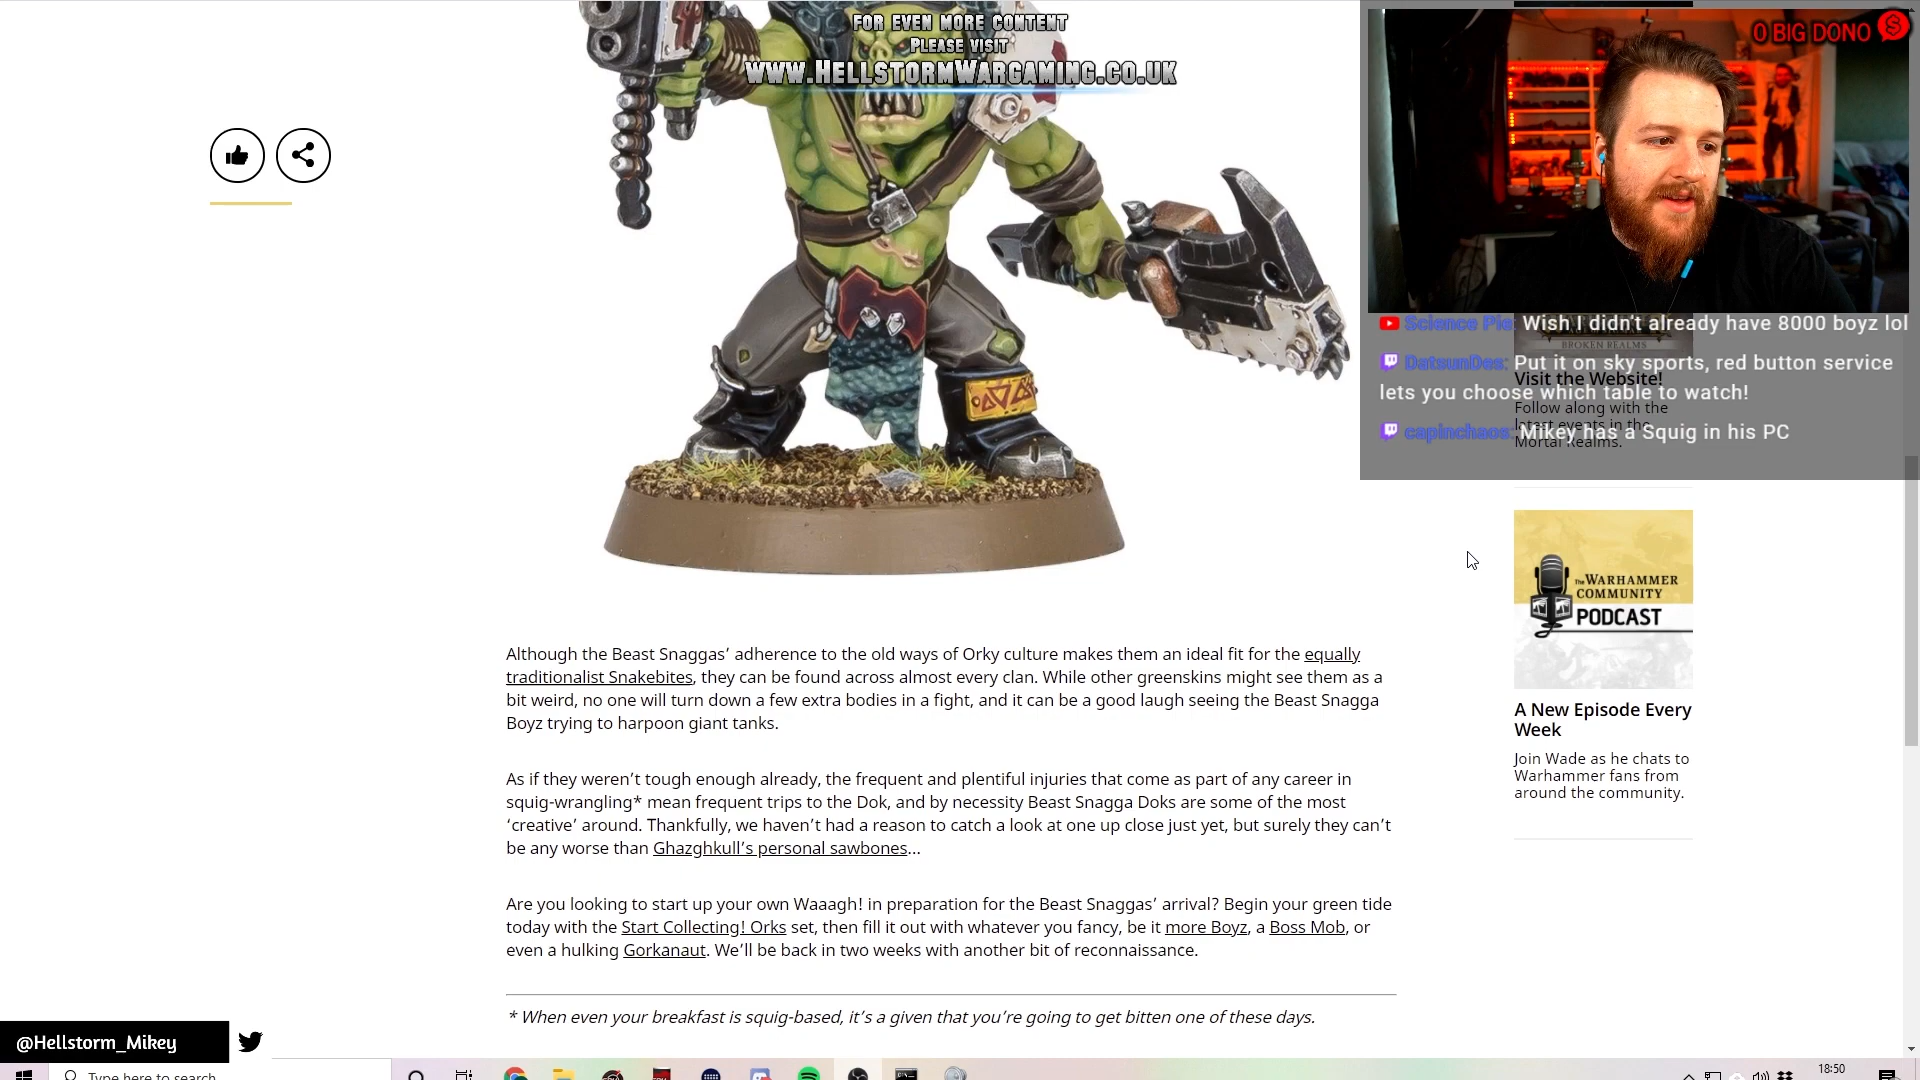 FOR EVEN MORE CONTENT
PLEASE VISIT
WWW.HELLSTORMWARGAMING.CO.UK
0 BIG DONO
Science Pie: Wish I didn't already have 8000 boyz lol
BROKEN REALMS
DatsunDes: Put it on sky sports, red button service
lets you choose which table to watch!
capinchaos: Mikey has a Squig in his PC
Visit the Website!
Follow along with the
latest events in the
Mortal Realms.
The WARHAMMER
COMMUNITY
PODCAST
A New Episode Every
Week
Join Wade as he chats to
Warhammer fans from
around the community.
Although the Beast Snaggas’ adherence to the old ways of Orky culture makes them an ideal fit for the equally
traditionalist Snakebites, they can be found across almost every clan. While other greenskins might see them as a
bit weird, no one will turn down a few extra bodies in a fight, and it can be a good laugh seeing the Beast Snagga
Boyz trying to harpoon giant tanks.
As if they weren’t tough enough already, the frequent and plentiful injuries that come as part of any career in
squig-wrangling* mean frequent trips to the Dok, and by necessity Beast Snagga Doks are some of the most
‘creative’ around. Thankfully, we haven’t had a reason to catch a look at one up close just yet, but surely they can’t
be any worse than Ghazghkull’s personal sawbones...
Are you looking to start up your own Waaagh! in preparation for the Beast Snaggas’ arrival? Begin your green tide
today with the Start Collecting! Orks set, then fill it out with whatever you fancy, be it more Boyz, a Boss Mob, or
even a hulking Gorkanaut. We’ll be back in two weeks with another bit of reconnaissance.
* When even your breakfast is squig-based, it’s a given that you’re going to get bitten one of these days.
@Hellstorm_Mikey
Type here to search
18:50